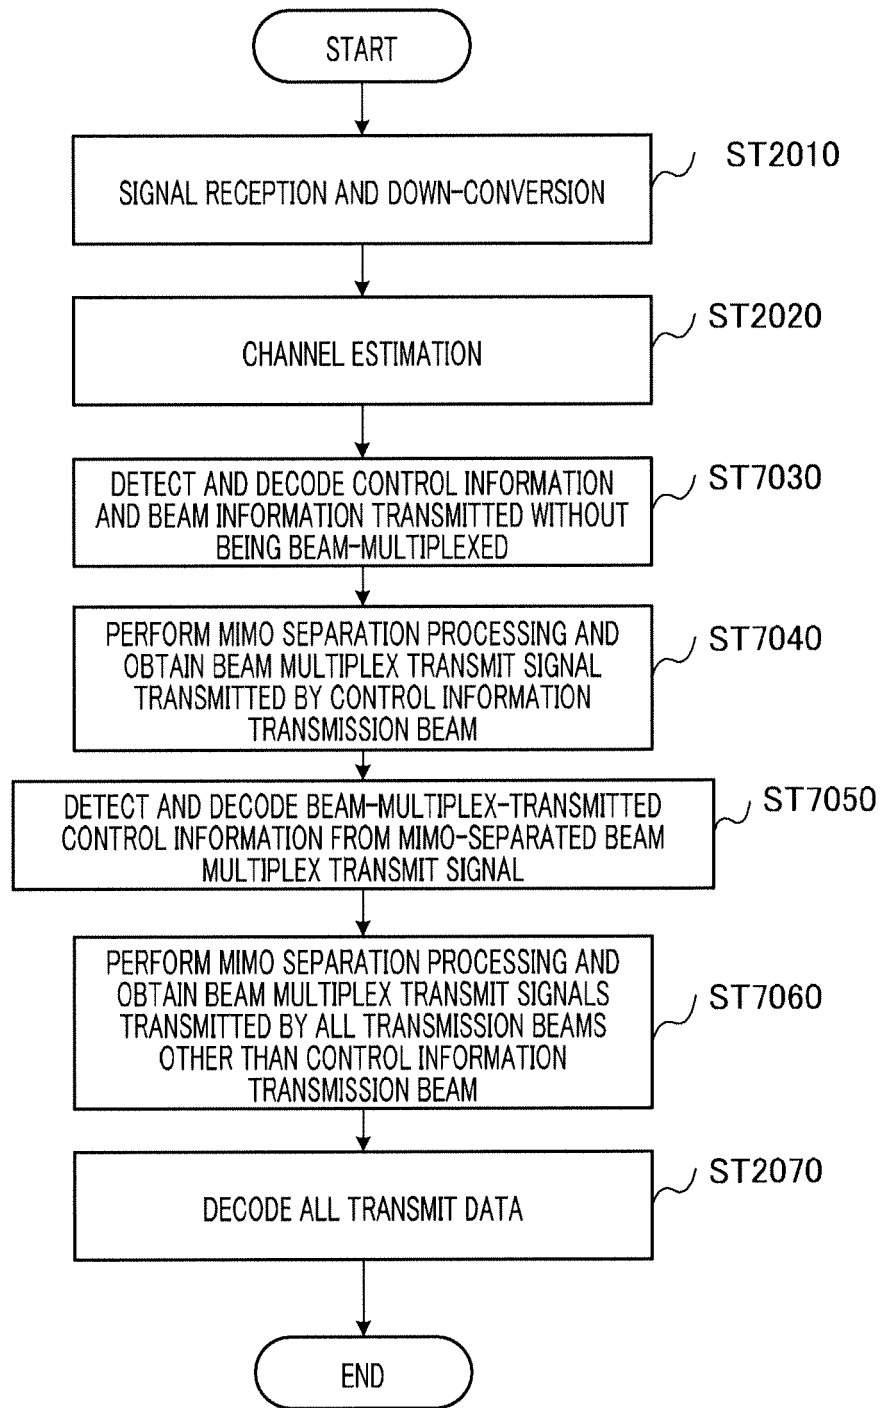 START
SIGNAL RECEPTION AND DOWN-CONVERSION
ST2010
CHANNEL ESTIMATION
ST2020
DETECT AND DECODE CONTROL INFORMATION
AND BEAM INFORMATION TRANSMITTED WITHOUT
BEING BEAM-MULTIPLEXED
ST7030
PERFORM MIMO SEPARATION PROCESSING AND
OBTAIN BEAM MULTIPLEX TRANSMIT SIGNAL
TRANSMITTED BY CONTROL INFORMATION
TRANSMISSION BEAM
ST7040
DETECT AND DECODE BEAM-MULTIPLEX-TRANSMITTED
CONTROL INFORMATION FROM MIMO-SEPARATED BEAM
MULTIPLEX TRANSMIT SIGNAL
ST7050
PERFORM MIMO SEPARATION PROCESSING AND
OBTAIN BEAM MULTIPLEX TRANSMIT SIGNALS
TRANSMITTED BY ALL TRANSMISSION BEAMS
OTHER THAN CONTROL INFORMATION
TRANSMISSION BEAM
ST7060
DECODE ALL TRANSMIT DATA
ST2070
END